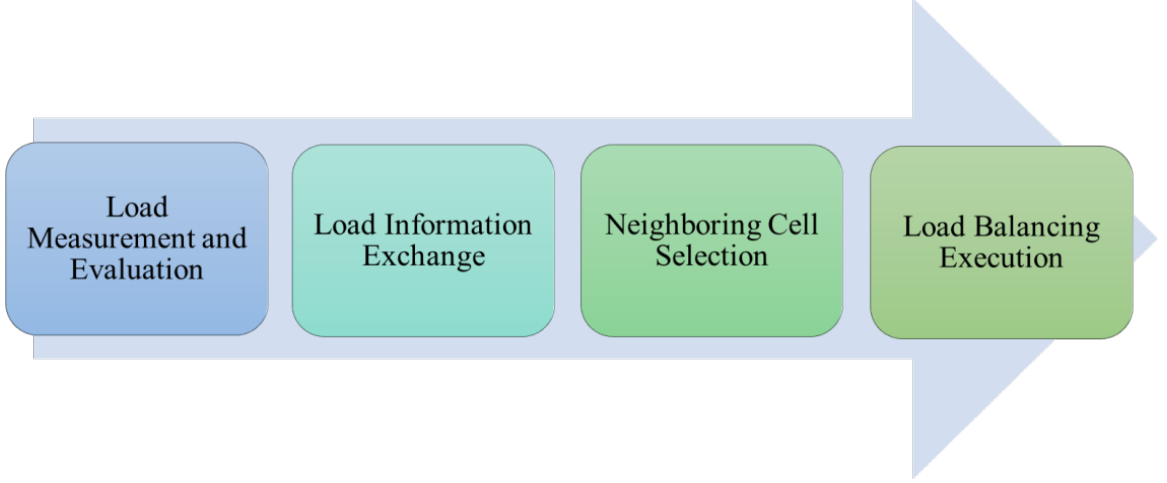 Load
Measurement and
Evaluation
Load Information
Exchange
Neighboring Cell
Selection
Load Balancing
Execution